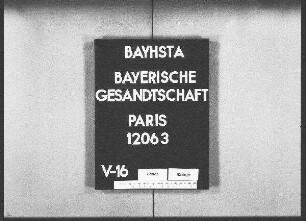 BAYHSTA
BAYERISCHE
GESANDTSCHAFT
PARIS
12063
V-16